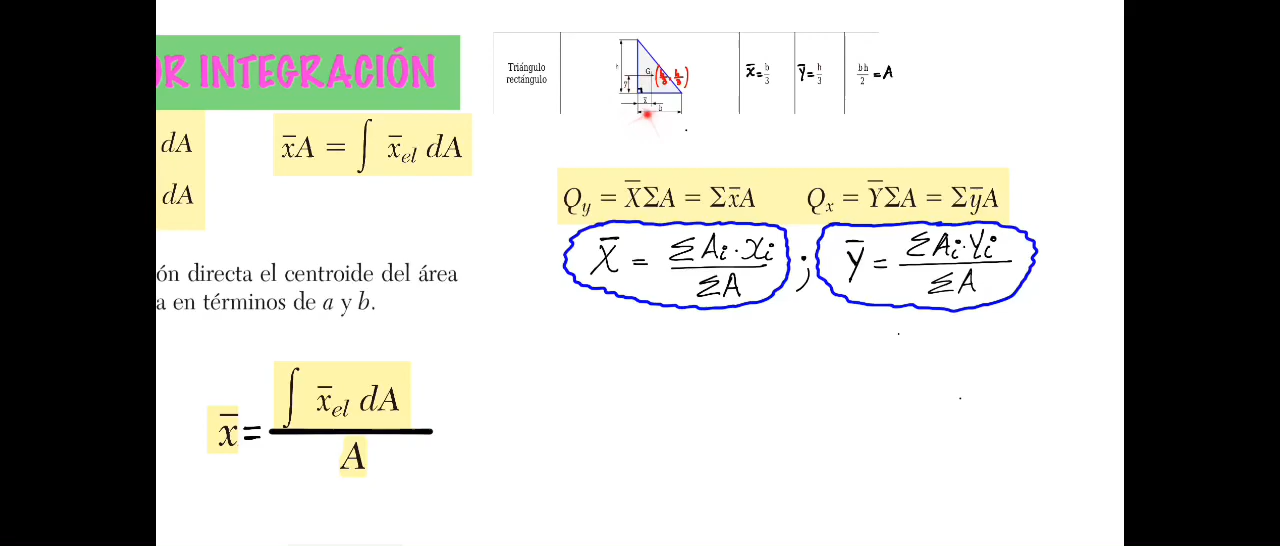 OR INTEGRACIÓN
dA
x̄A = ∫ x̄el dA
dA
ón directa el centroide del área
a en términos de a y b.
x̄ = ∫ x̄el dA / A
Triángulo
rectángulo
G
b
x̄ = b/3
ȳ = h/3
bh/2 = A
Qy = X̄ΣA = Σx̄A
Qx = ȲΣA = ΣȳA
X̄ = ΣAi·xi / ΣA ; Ȳ = ΣAi·Yi / ΣA